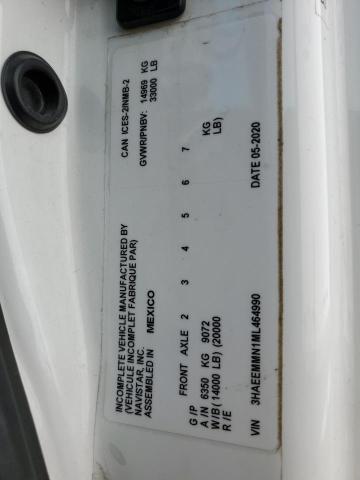 INCOMPLETE VEHICLE MANUFACTURED BY
(VEHICULE INCOMPLET FABRIQUE PAR)
NAVISTAR, INC.
ASSEMBLED IN MEXICO
CAN ICES-2/NMB-2
GVWR/PNBV: 14969 KG
33000 LB
FRONT AXLE 2 3 4 5 6 7
G/P
A/N 6350 KG 9072 KG
W/B (14000 LB) (20000 LB)
R/E
VIN 3HAEEMMN1ML464990 DATE 05-2020